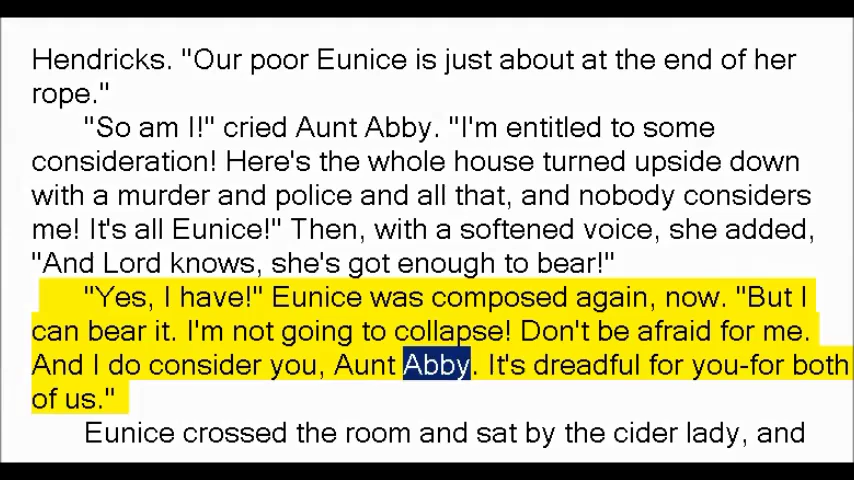 Hendricks. "Our poor Eunice is just about at the end of her
rope."
"So am I!" cried Aunt Abby. "I'm entitled to some
consideration! Here's the whole house turned upside down
with a murder and police and all that, and nobody considers
me! It's all Eunice!" Then, with a softened voice, she added,
"And Lord knows, she's got enough to bear!"
"Yes, I have!" Eunice was composed again, now. "But I
can bear it. I'm not going to collapse! Don't be afraid for me.
And I do consider you, Aunt Abby. It's dreadful for you-for both
of us."
Eunice crossed the room and sat by the cider lady, and